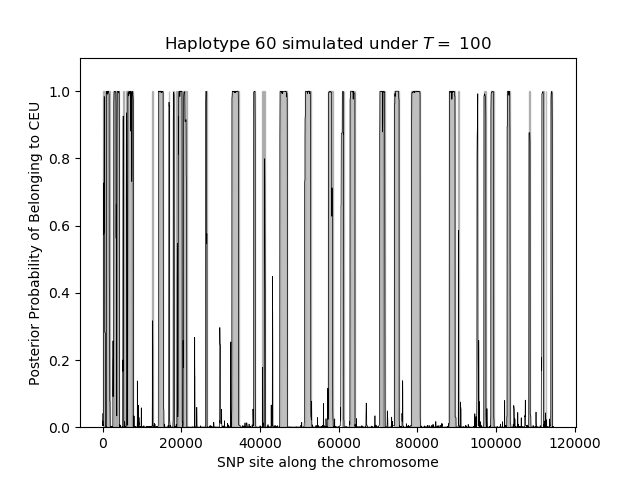 Haplotype 60 simulated under T = 100
Posterior Probability of Belonging to CEU
1.0
0.8
0.6
0.4
0.2
0.0
0 20000 40000 60000 80000 100000 120000
SNP site along the chromosome